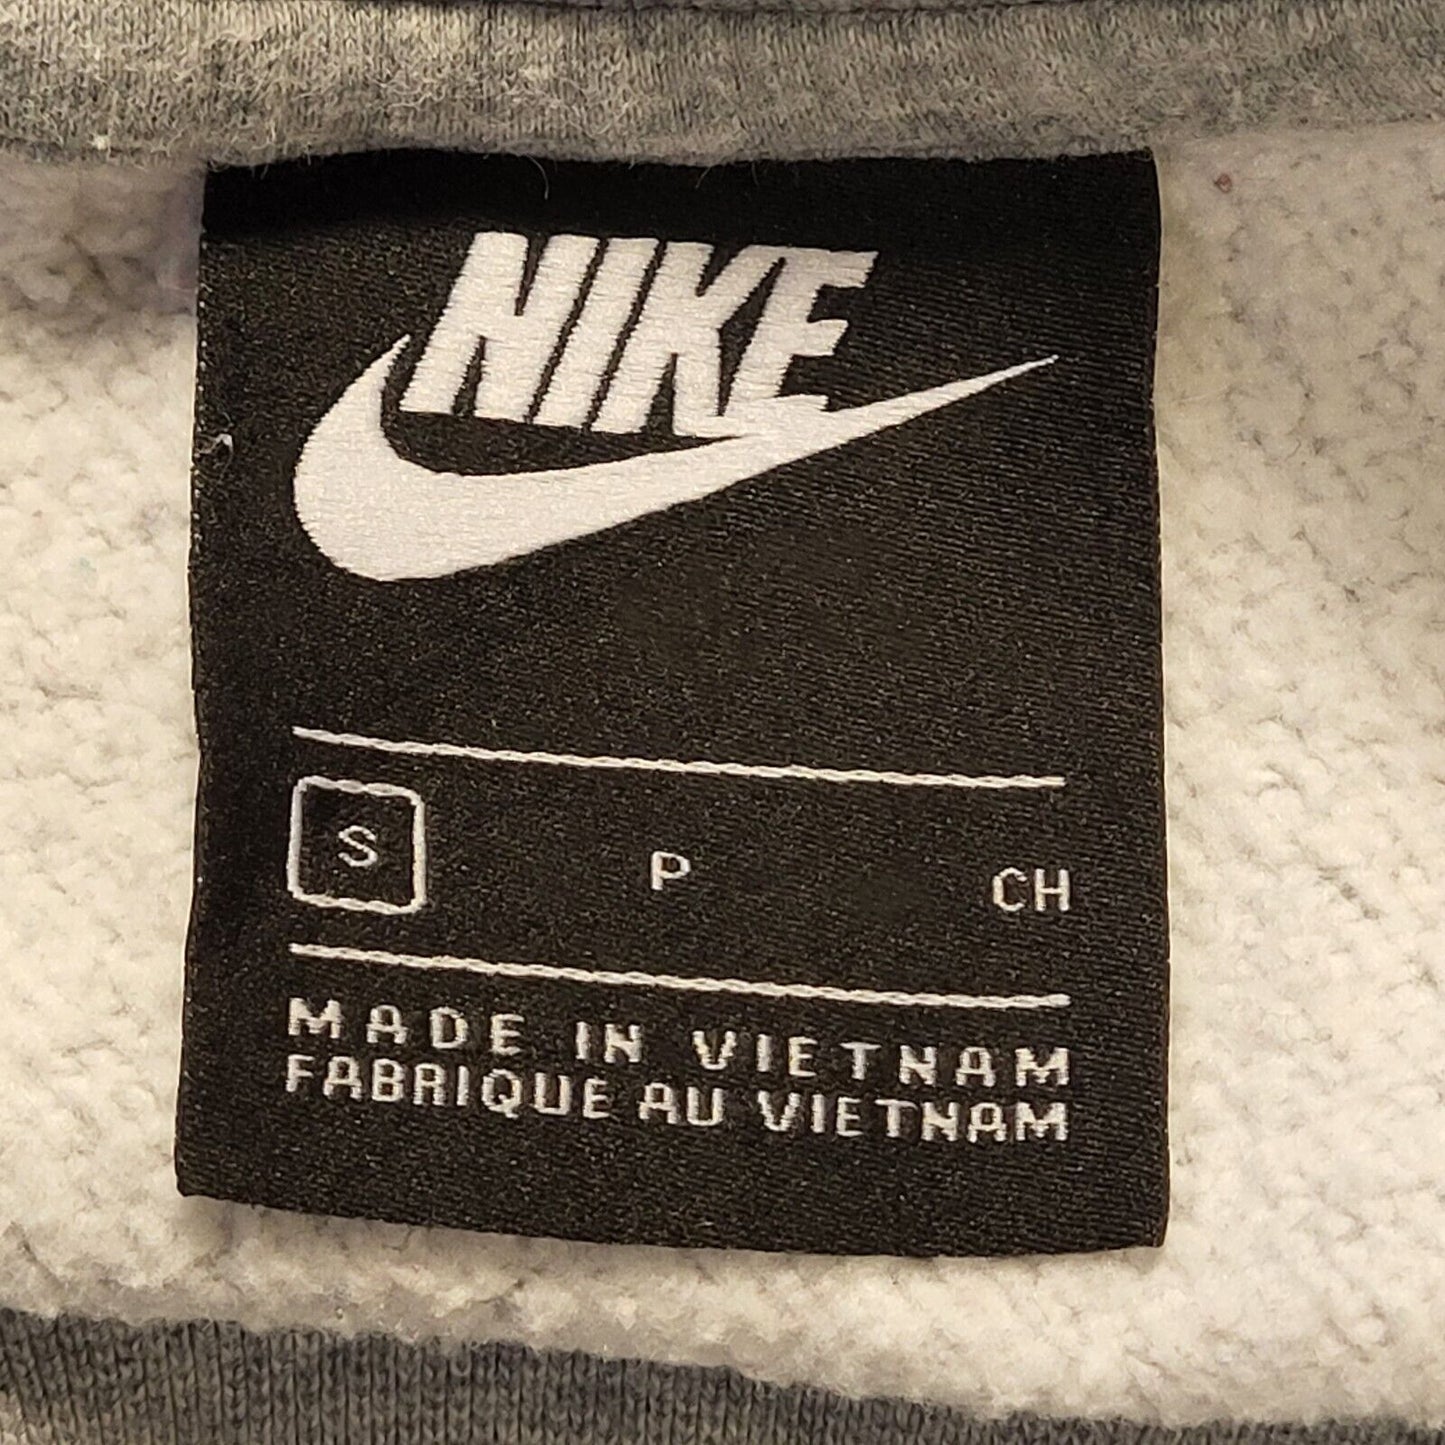 NIKE
S P CH
MADE IN VIETNAM
FABRIQUE AU VIETNAM